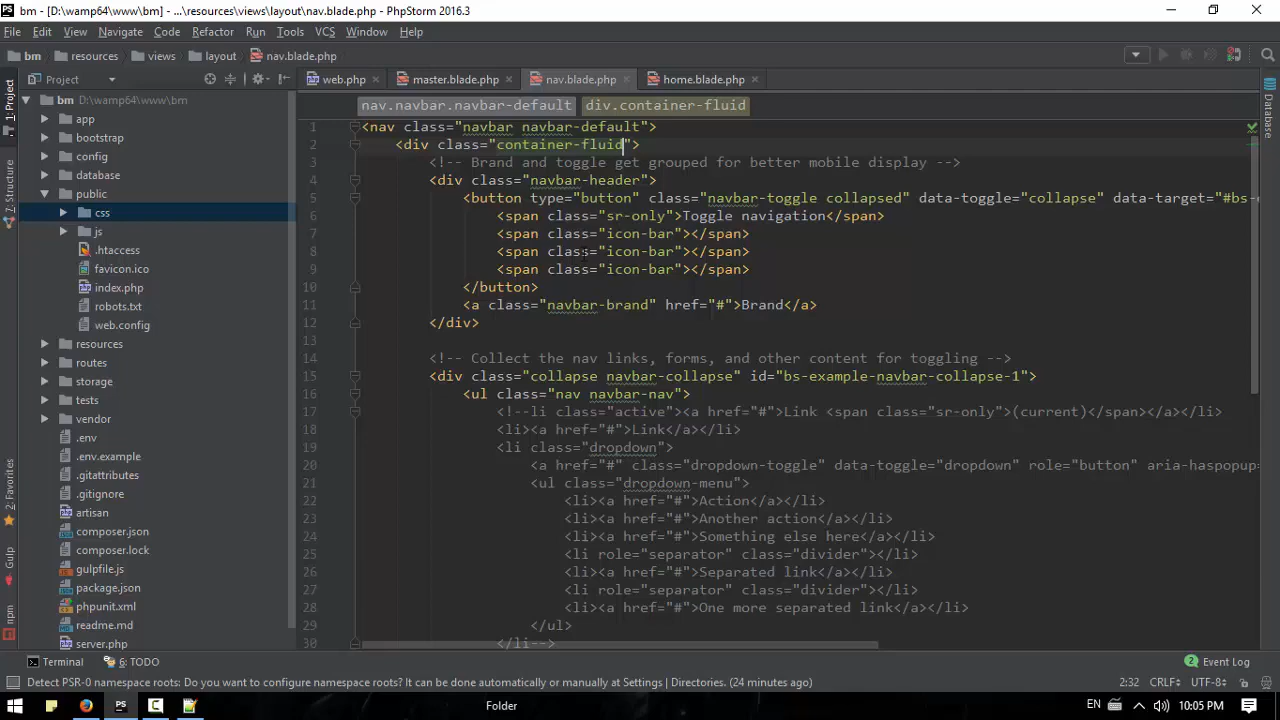 bm - [D:\wamp64\www\bm] - ...\resources\views\layout\nav.blade.php - PhpStorm 2016.3
File Edit View Navigate Code Refactor Run Tools VCS Window Help
bm resources views layout nav.blade.php
Project web.php master.blade.php nav.blade.php home.blade.php
nav.navbar.navbar-default div.container-fluid
1: Project
7: Structure
2: Favorites
Gulp
npm
Database
bm D:\wamp64\www\bm
app
bootstrap
config
database
public
css
js
.htaccess
favicon.ico
index.php
robots.txt
web.config
resources
routes
storage
tests
vendor
.env
.env.example
.gitattributes
.gitignore
artisan
composer.json
composer.lock
gulpfile.js
package.json
phpunit.xml
readme.md
server.php
1 <nav class="navbar navbar-default">
2 <div class="container-fluid">
3 <!-- Brand and toggle get grouped for better mobile display -->
4 <div class="navbar-header">
5 <button type="button" class="navbar-toggle collapsed" data-toggle="collapse" data-target="#bs-
6 <span class="sr-only">Toggle navigation</span>
7 <span class="icon-bar"></span>
8 <span class="icon-bar"></span>
9 <span class="icon-bar"></span>
10 </button>
11 <a class="navbar-brand" href="#">Brand</a>
12 </div>
13
14 <!-- Collect the nav links, forms, and other content for toggling -->
15 <div class="collapse navbar-collapse" id="bs-example-navbar-collapse-1">
16 <ul class="nav navbar-nav">
17 <!--li class="active"><a href="#">Link <span class="sr-only">(current)</span></a></li>
18 <li><a href="#">Link</a></li>
19 <li class="dropdown">
20 <a href="#" class="dropdown-toggle" data-toggle="dropdown" role="button" aria-haspopup=
21 <ul class="dropdown-menu">
22 <li><a href="#">Action</a></li>
23 <li><a href="#">Another action</a></li>
24 <li><a href="#">Something else here</a></li>
25 <li role="separator" class="divider"></li>
26 <li><a href="#">Separated link</a></li>
27 <li role="separator" class="divider"></li>
28 <li><a href="#">One more separated link</a></li>
29 </ul>
30 </li-->
Terminal 6: TODO 2 Event Log
Detect PSR-0 namespace roots: Do you want to configure namespace roots? It can be done automatically or manually at Settings | Directories. (24 minutes ago) 2:32 CRLF÷ UTF-8÷
PS Folder EN 10:05 PM